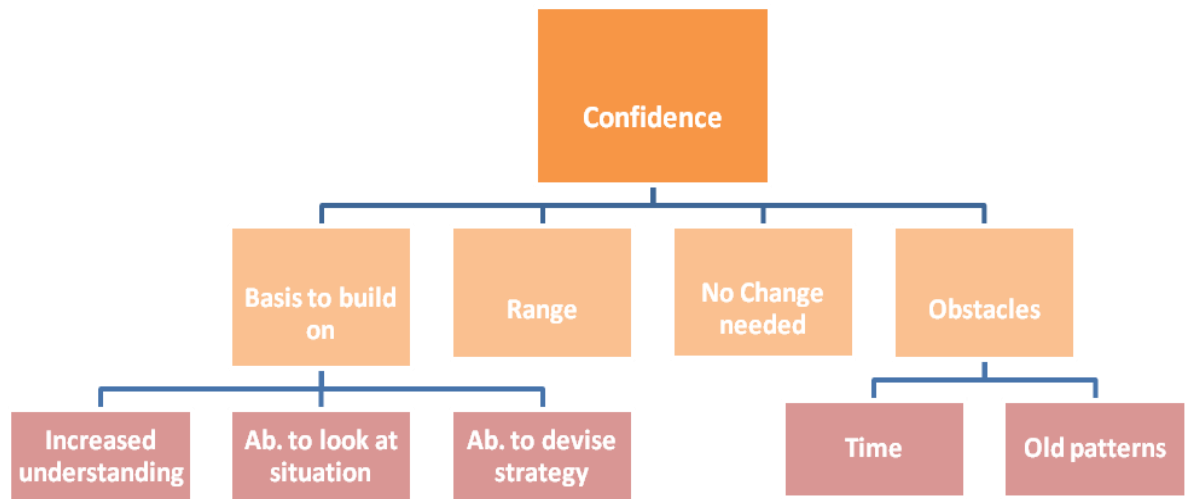 Confidence
Basis to build
on
Range
No Change
needed
Obstacles
Increased
understanding
Ab. to look at
situation
Ab. to devise
strategy
Time
Old patterns